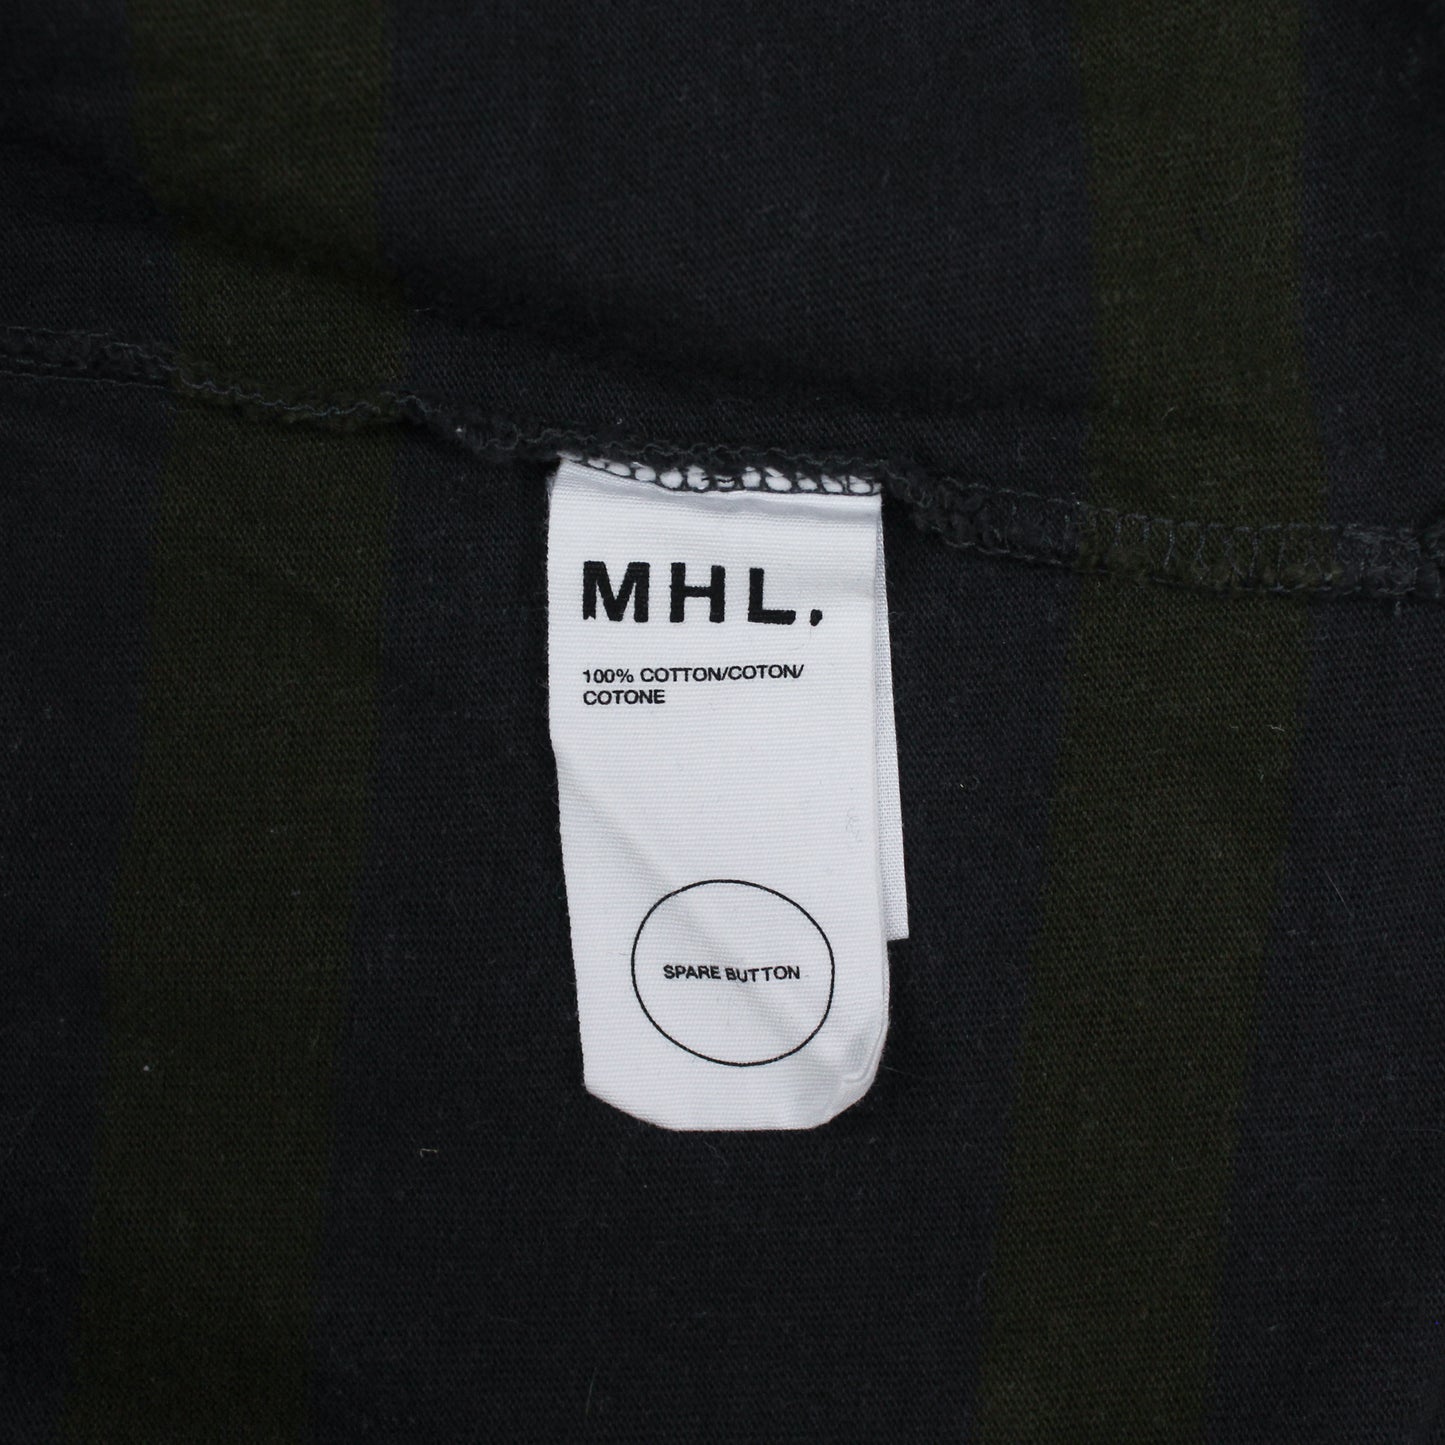 MHL.
100% COTTON/COTON/
COTONE
SPARE BUTTON